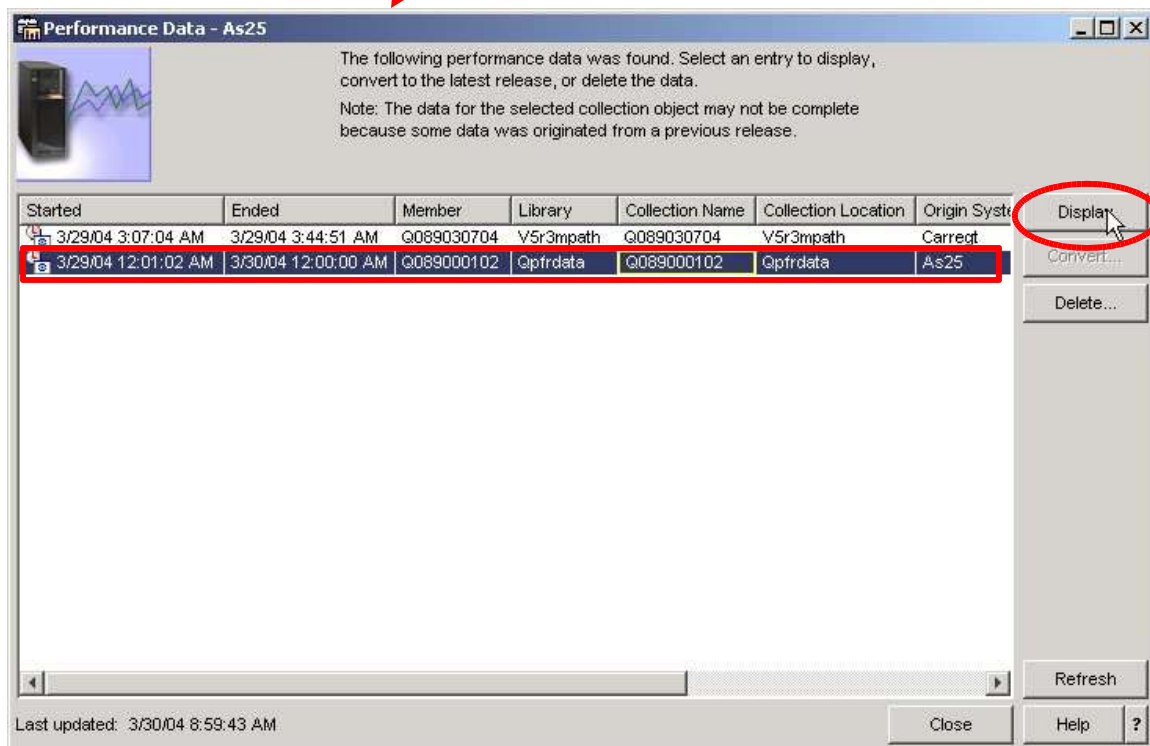 Performance Data - As25
The following performance data was found. Select an entry to display,
convert to the latest release, or delete the data.
Note: The data for the selected collection object may not be complete
because some data was originated from a previous release.
Started Ended Member Library Collection Name Collection Location Origin Syste
3/29/04 3:07:04 AM 3/29/04 3:44:51 AM Q089030704 V5r3mpath Q089030704 V5r3mpath Carregt
3/29/04 12:01:02 AM 3/30/04 12:00:00 AM Q089000102 Qpfrdata Q089000102 Qpfrdata As25
Display
Convert...
Delete...
Refresh
Last updated: 3/30/04 8:59:43 AM
Close
Help
?